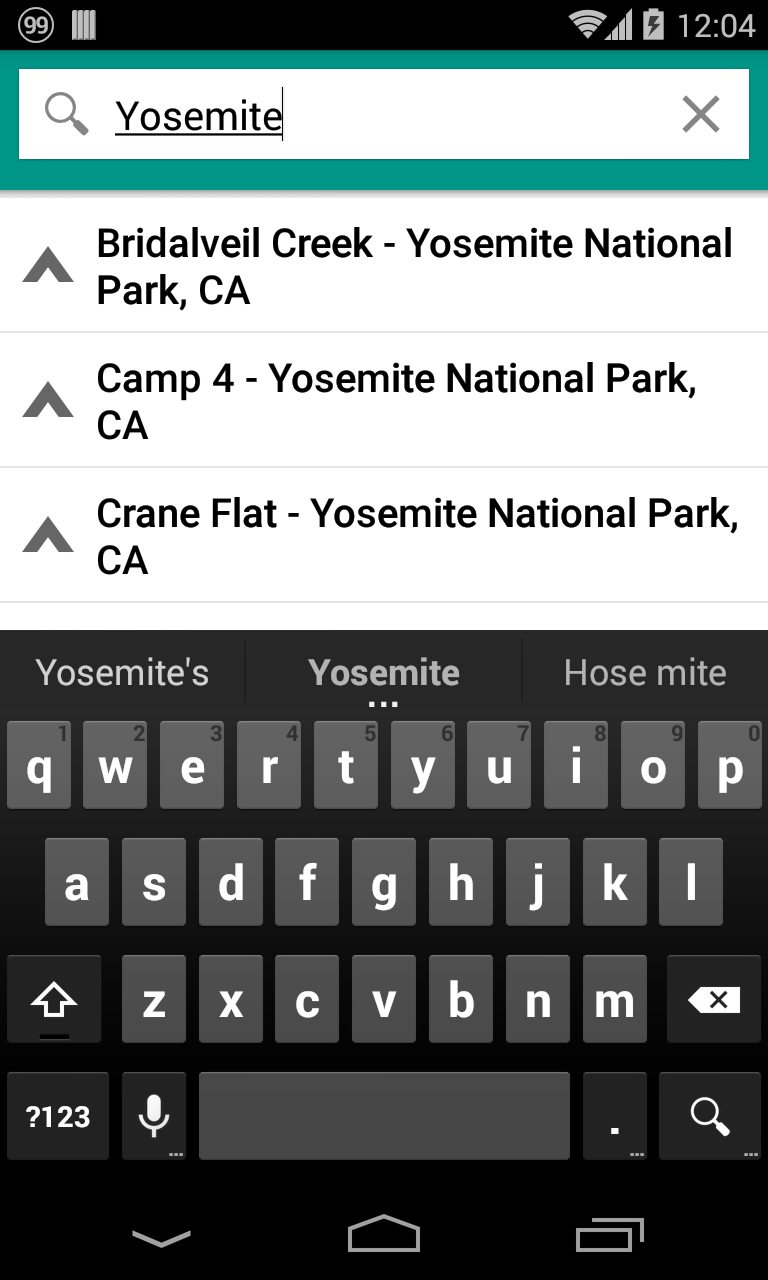 99 12:04
Yosemite
Bridalveil Creek - Yosemite National
Park, CA
Camp 4 - Yosemite National Park,
CA
Crane Flat - Yosemite National Park,
CA
Yosemite's Yosemite Hose mite
...
1 2 3 4 5 6 7 8 9 0
q w e r t y u i o p
a s d f g h j k l
z x c v b n m
?123 .
... ... ...